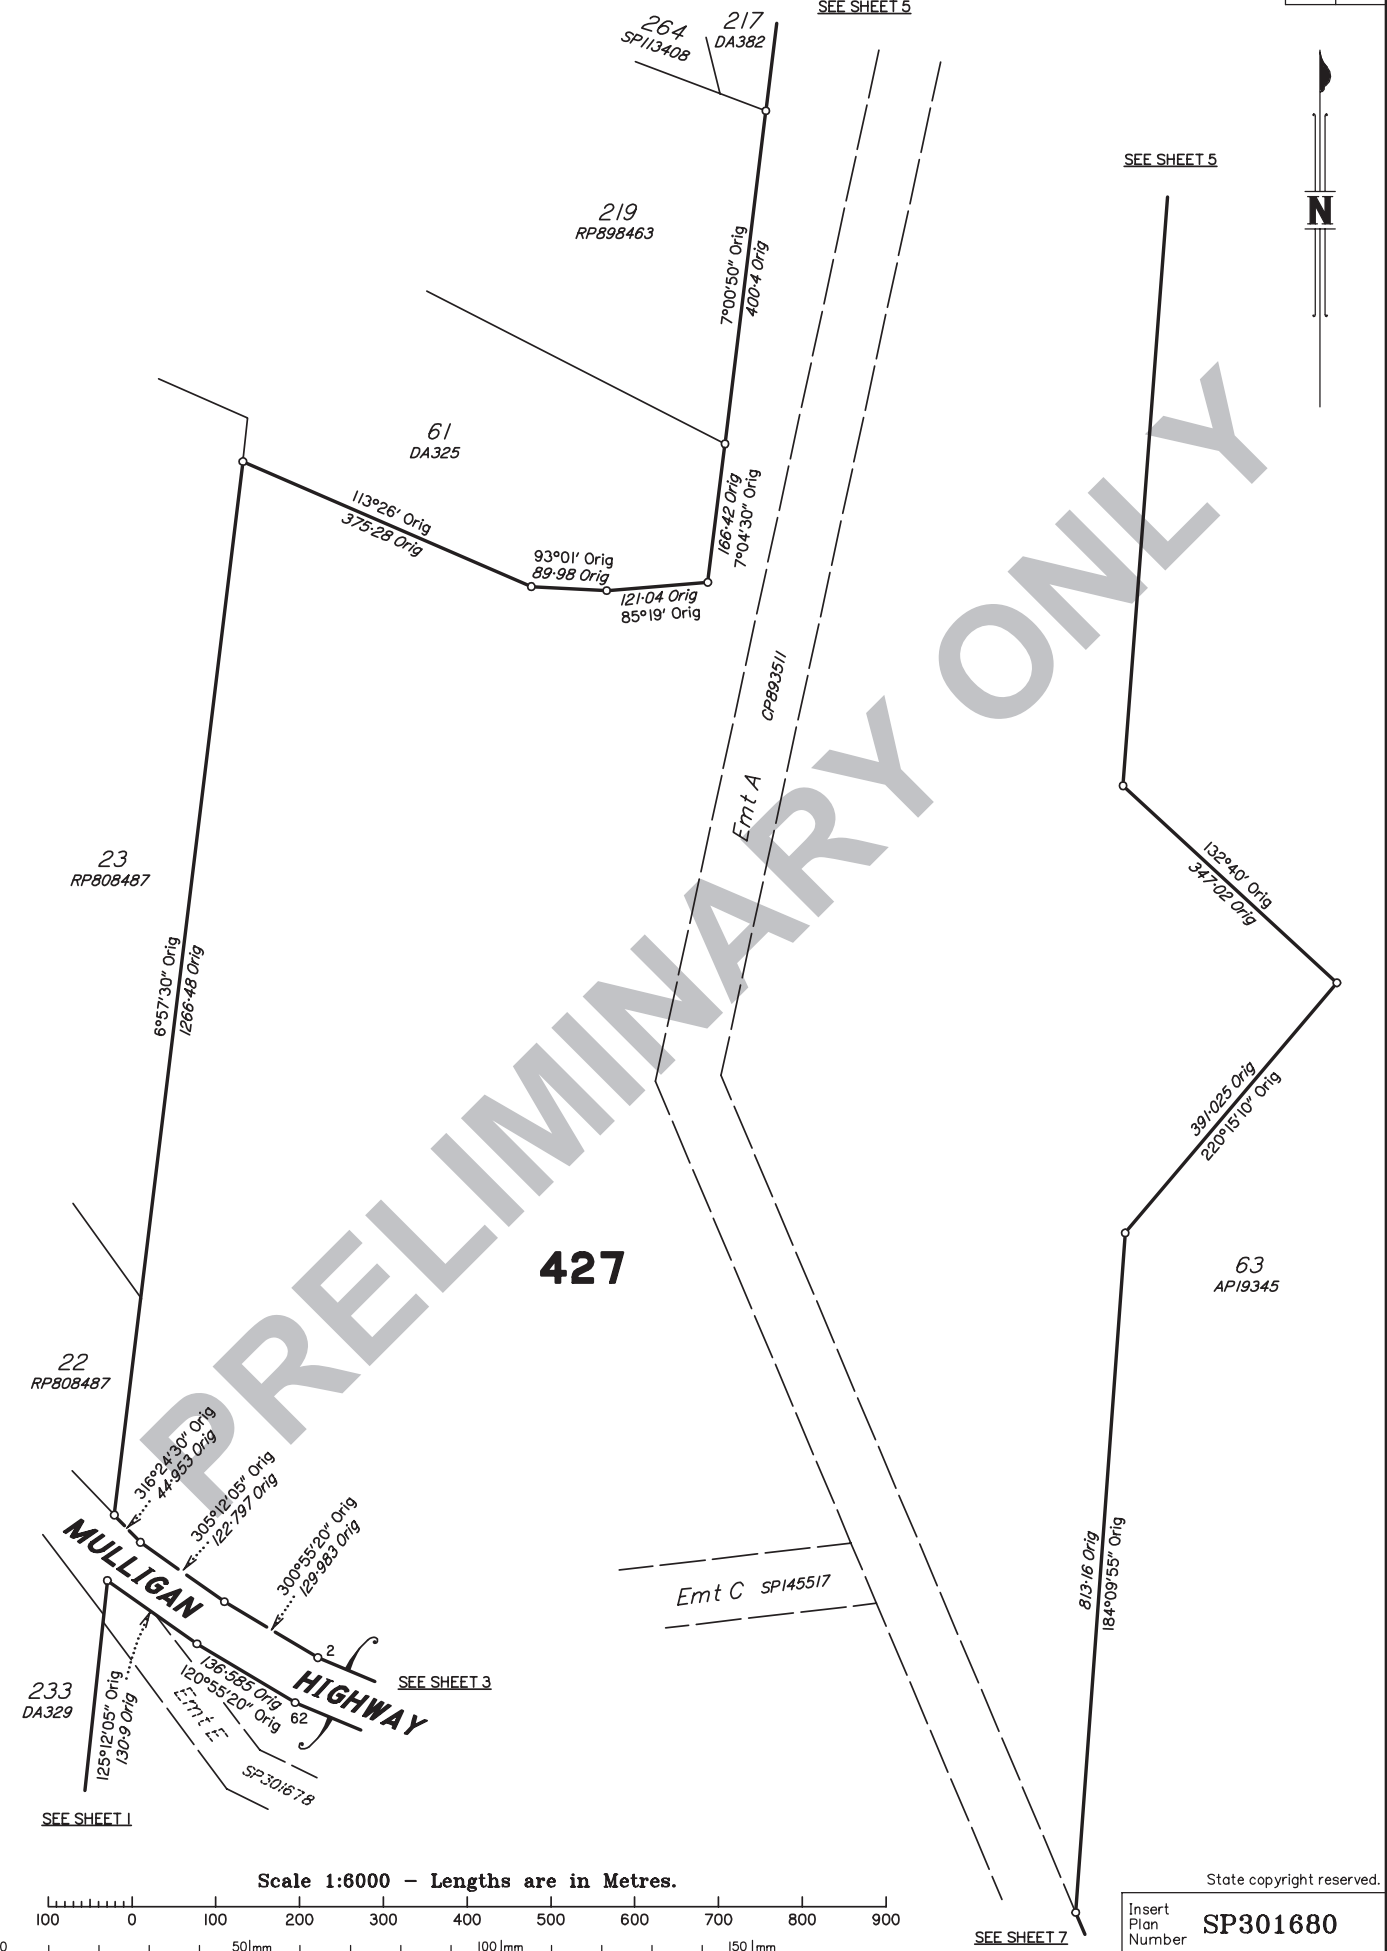 SEE SHEET 5
264
SP113408
217
DA382
SEE SHEET 5
N
219
RP898463
7°00'50" Orig
400·4 Orig
61
DA325
113°26' Orig
375·28 Orig
93°01' Orig
89·98 Orig
121·04 Orig
85°19' Orig
166·42 Orig
7°04'30" Orig
CP893511
Emt A
PRELIMINARY ONLY
23
RP808487
132°40' Orig
347·02 Orig
6°57'30" Orig
1266·48 Orig
391·025 Orig
220°15'10" Orig
427
63
AP19345
22
RP808487
316°24'30" Orig
44·953 Orig
305°12'05" Orig
122·797 Orig
300°55'20" Orig
129·983 Orig
813·16 Orig
184°09'55" Orig
MULLIGAN
HIGHWAY
Emt C SP145517
2
SEE SHEET 3
136·585 Orig
120°55'20" Orig
62
233
DA329
125°12'05" Orig
130·9 Orig
Emt E
SP301678
SEE SHEET 1
Scale 1:6000 – Lengths are in Metres.
100 0 100 200 300 400 500 600 700 800 900
0 50mm 100mm 150mm
SEE SHEET 7
State copyright reserved.
Insert
Plan
Number
SP301680